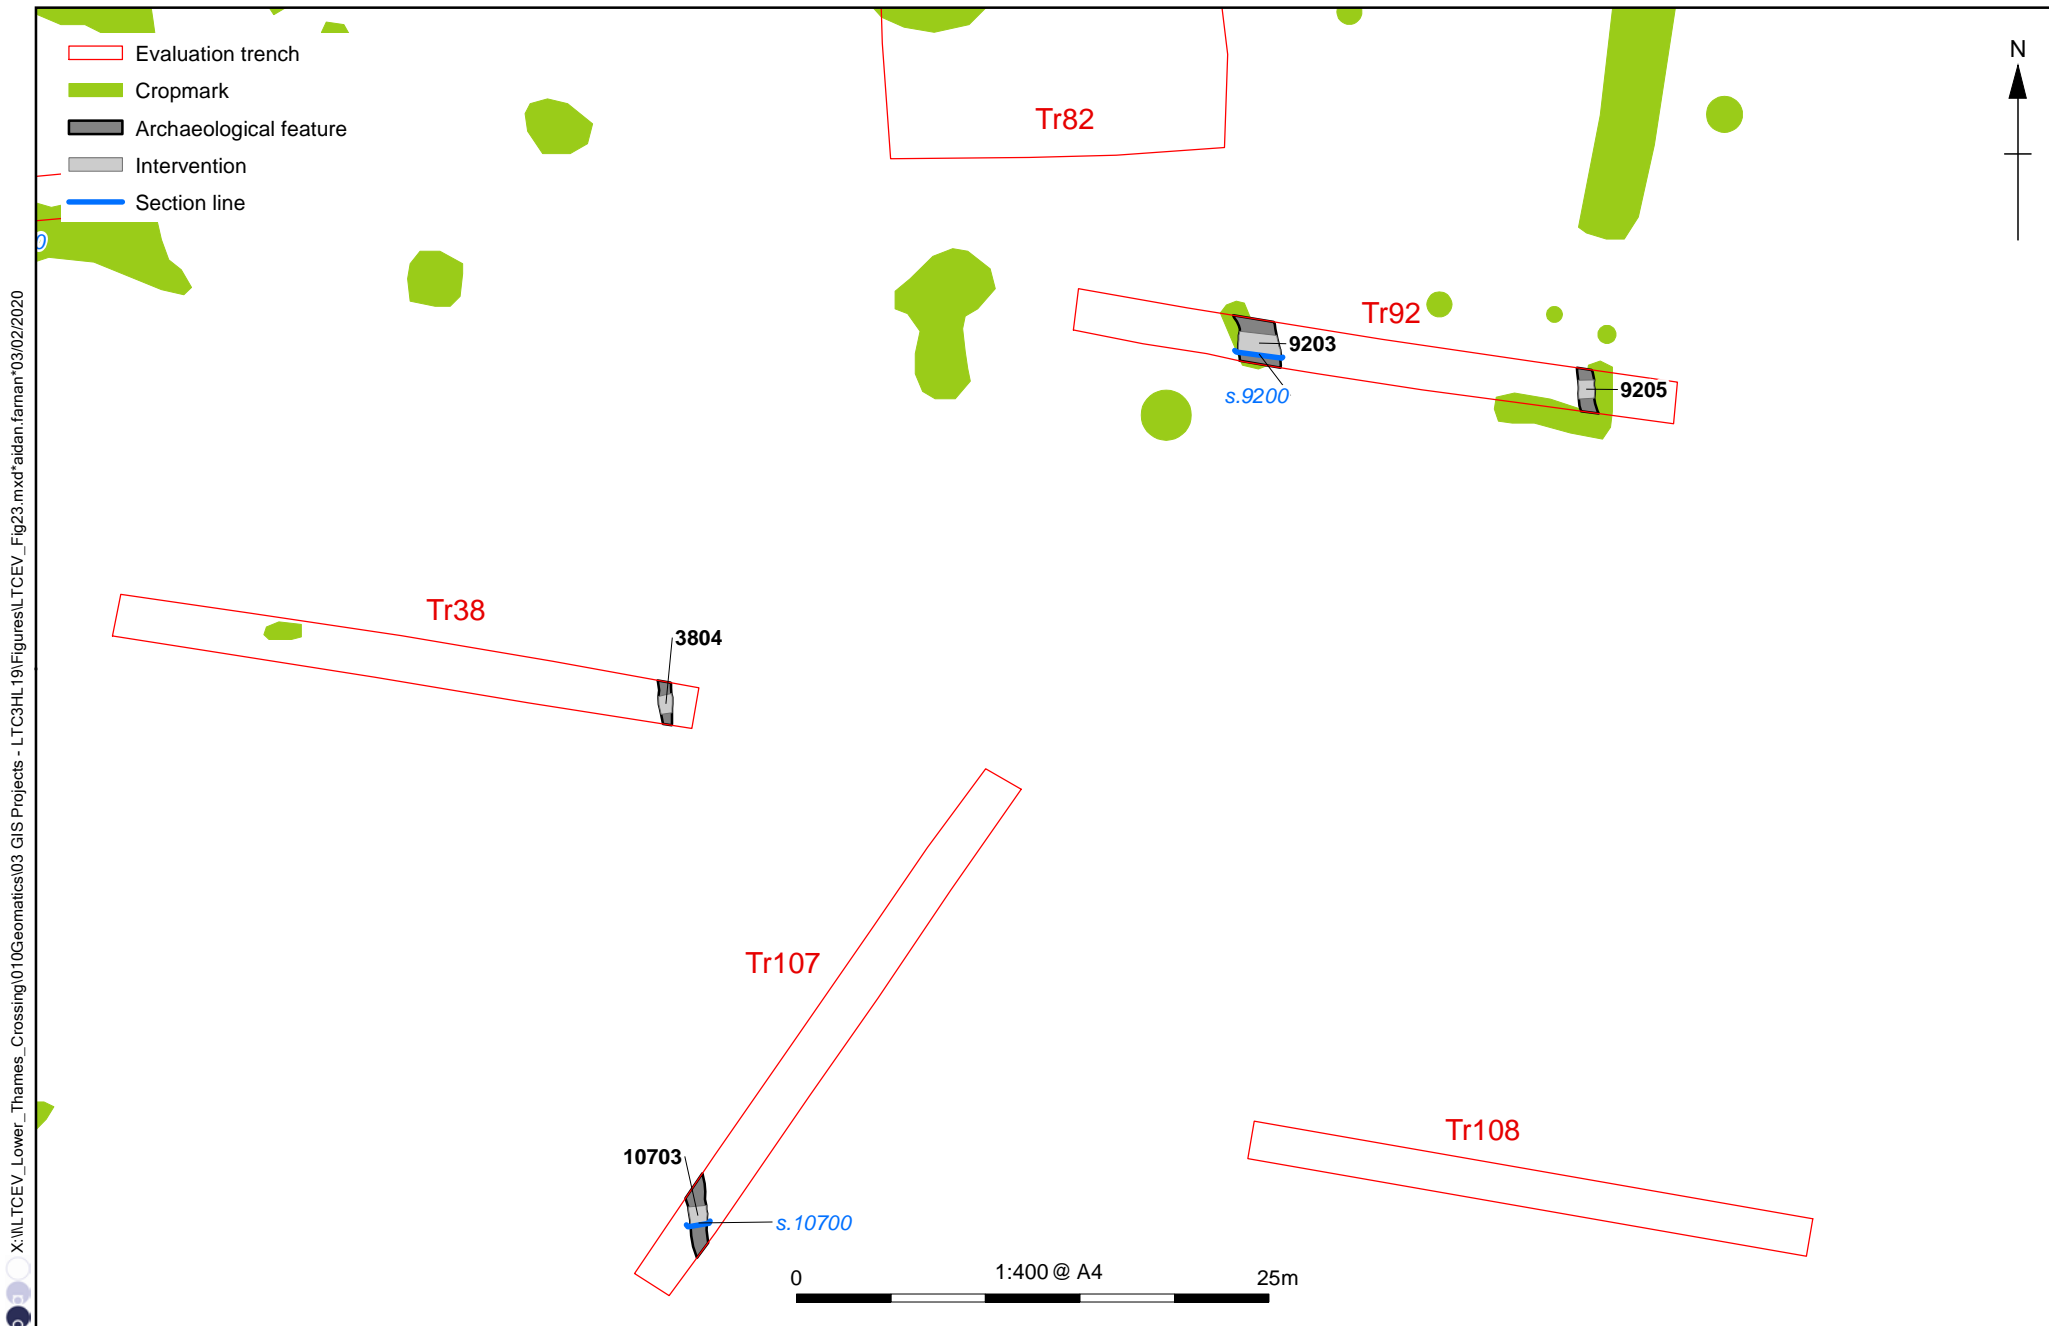 Evaluation trench
Cropmark
Archaeological feature
Intervention
Section line
N
Tr82
0
Tr92
9203
s.9200
9205
Tr38
3804
Tr107
10703
s.10700
Tr108
0
1:400 @ A4
25m
X:\l\LTCEV_Lower_Thames_Crossing\010Geomatics\03 GIS Projects - LTC3HL19\Figures\LTCEV_Fig23.mxd*aidan.farnan*03/02/2020